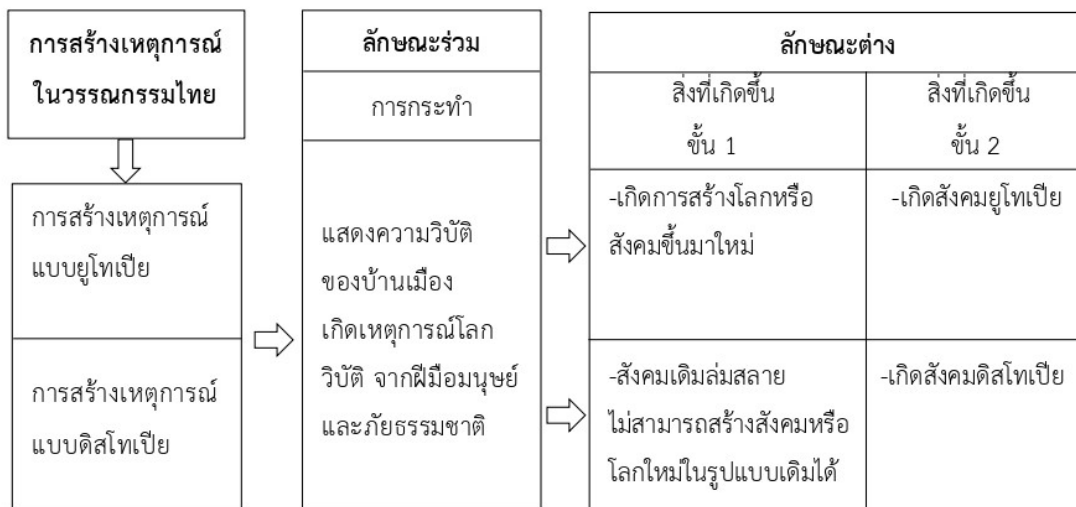 การสร้างเหตุการณ์
ในวรรณกรรมไทย
การสร้างเหตุการณ์
แบบยูโทเปีย
การสร้างเหตุการณ์
แบบดิสโทเปีย
ลักษณะร่วม
การกระทำ
แสดงความวิบัติ
ของบ้านเมือง
เกิดเหตุการณ์โลก
วิบัติ จากฝีมือมนุษย์
และภัยธรรมชาติ
ลักษณะต่าง
สิ่งที่เกิดขึ้น
ขั้น 1
สิ่งที่เกิดขึ้น
ขั้น 2
-เกิดการสร้างโลกหรือ
สังคมขึ้นมาใหม่
-เกิดสังคมยูโทเปีย
-สังคมเดิมล่มสลาย
ไม่สามารถสร้างสังคมหรือ
โลกใหม่ในรูปแบบเดิมได้
-เกิดสังคมดิสโทเปีย